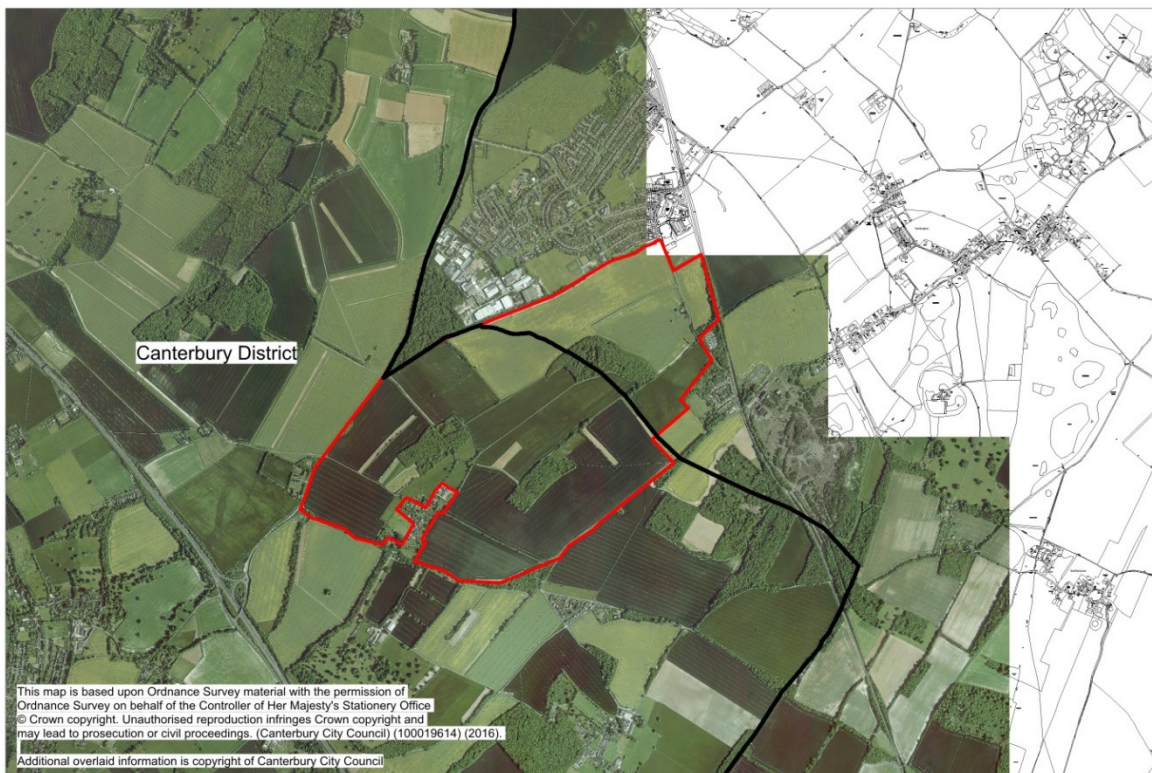 Canterbury District
This map is based upon Ordnance Survey material with the permission of
Ordnance Survey on behalf of the Controller of Her Majesty's Stationery Office
© Crown copyright. Unauthorised reproduction infringes Crown copyright and
may lead to prosecution or civil proceedings. (Canterbury City Council) (100019614) (2016).
Additional overlaid information is copyright of Canterbury City Council